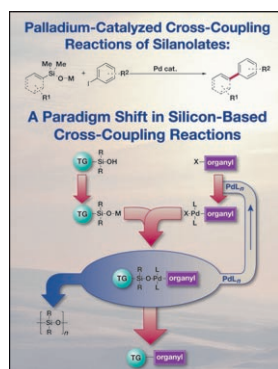 Palladium-Catalyzed Cross-Coupling
Reactions of Silanolates:
Me Me
Si O-M
R¹
+
I
R²
Pd cat.
R²
R¹
A Paradigm Shift in Silicon-Based
Cross-Coupling Reactions
R
TG Si-OH
R
X organyl
PdLn
R
TG Si-O M
R
L
X-Pd organyl
L
R L
TG Si-O-Pd organyl
R L
PdLn
R
Si-O
R n
TG organyl